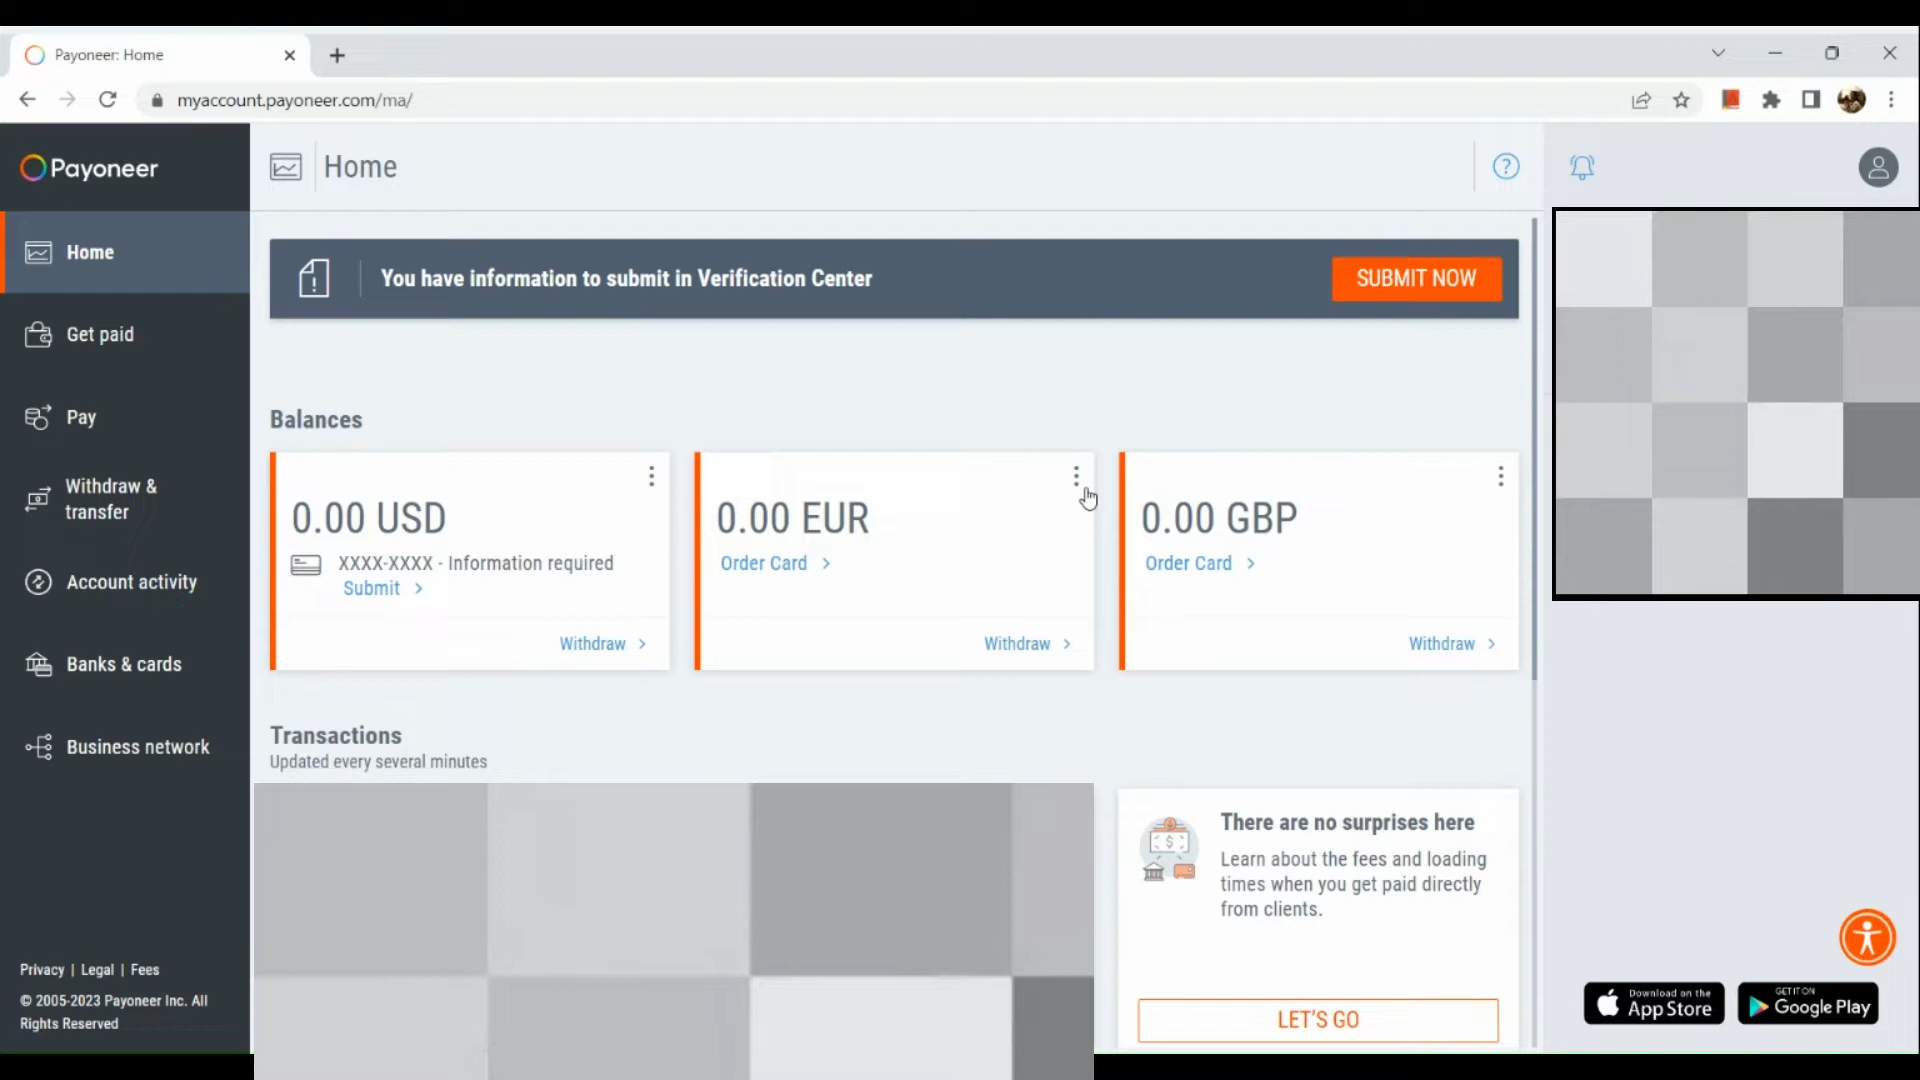 Payoneer: Home
myaccount.payoneer.com/ma/
Payoneer
Home
Get paid
Pay
Withdraw &
transfer
Account activity
Banks & cards
Business network
Privacy | Legal | Fees
© 2005-2023 Payoneer Inc. All
Rights Reserved
Home
?
You have information to submit in Verification Center
SUBMIT NOW
Balances
0.00 USD
XXXX-XXXX - Information required
Submit >
Withdraw >
0.00 EUR
Order Card >
Withdraw >
0.00 GBP
Order Card >
Withdraw >
Transactions
Updated every several minutes
There are no surprises here
Learn about the fees and loading
times when you get paid directly
from clients.
LET'S GO
Download on the
App Store
GET IT ON
Google Play